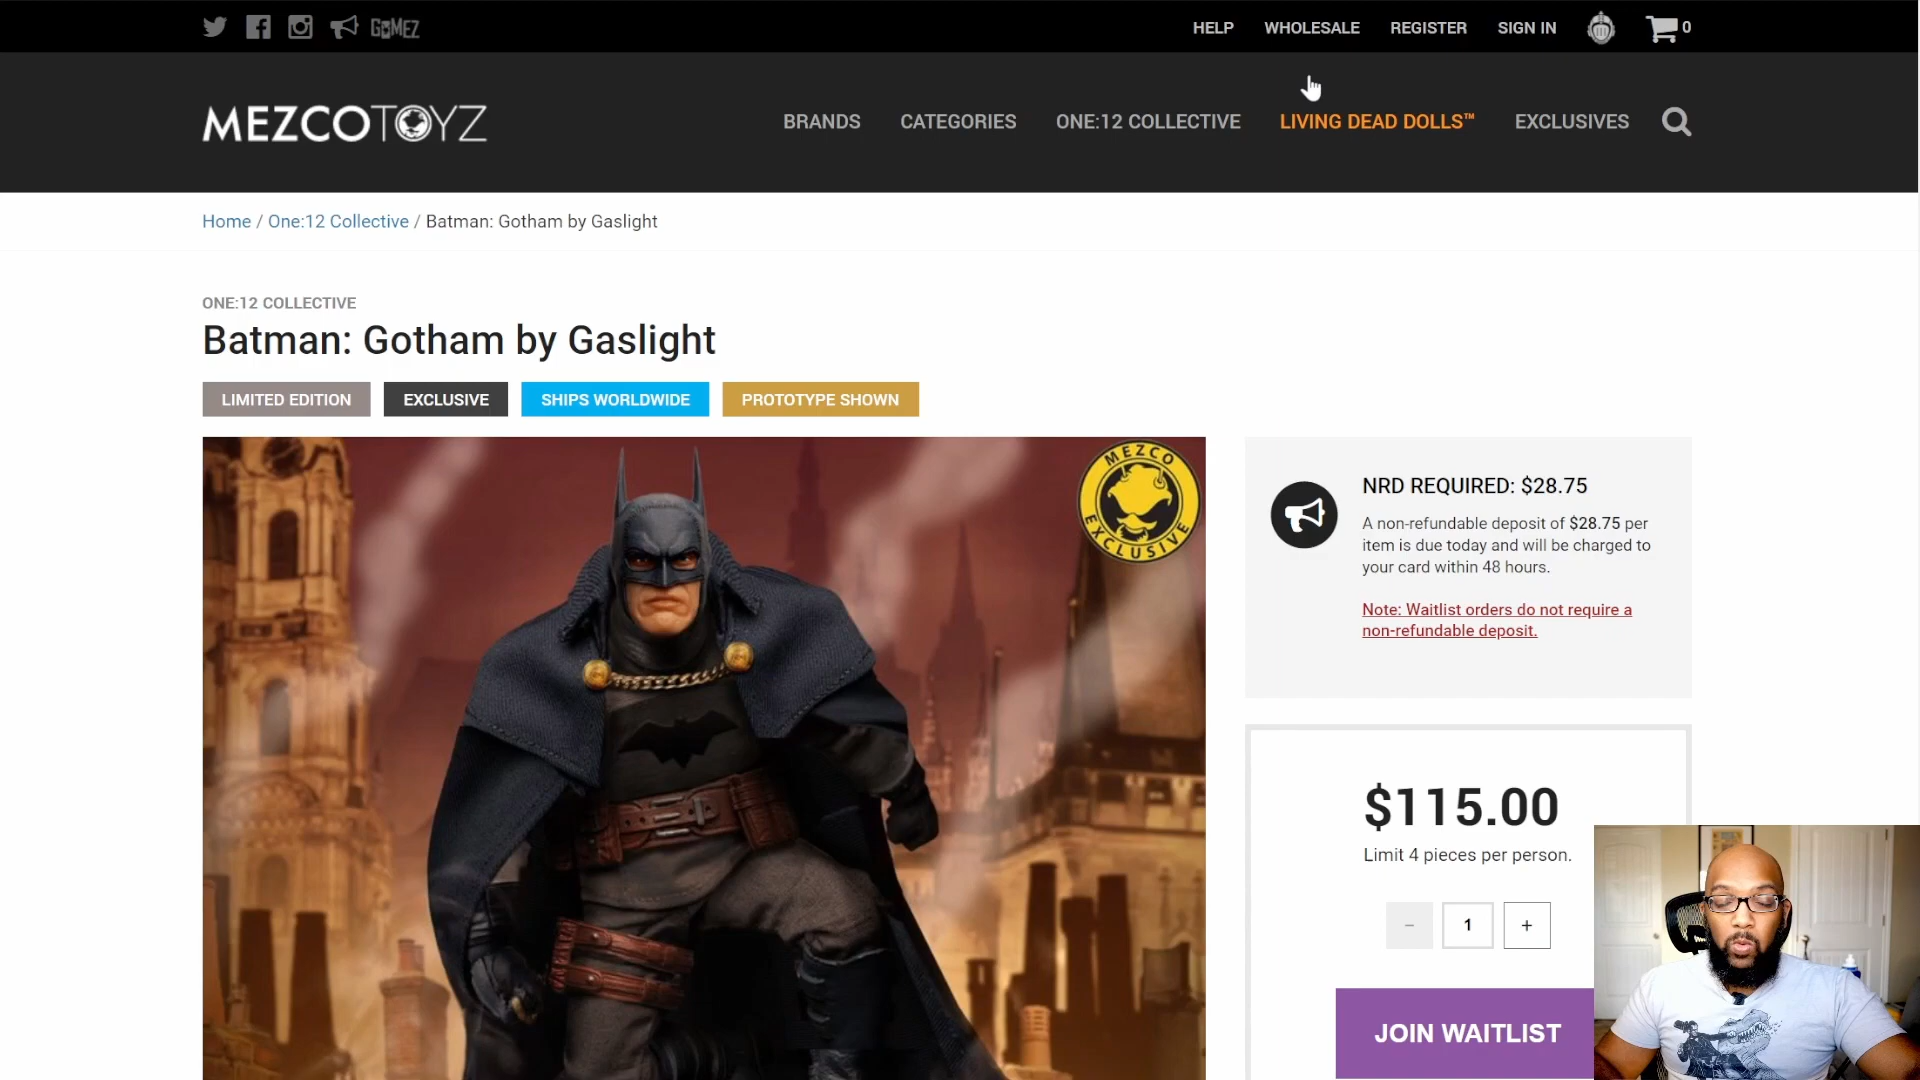 GOMEZ
HELP
WHOLESALE
REGISTER
SIGN IN
0
MEZCOTOYZ
BRANDS
CATEGORIES
ONE:12 COLLECTIVE
LIVING DEAD DOLLS™
EXCLUSIVES
Home / One:12 Collective / Batman: Gotham by Gaslight
ONE:12 COLLECTIVE
Batman: Gotham by Gaslight
LIMITED EDITION
EXCLUSIVE
SHIPS WORLDWIDE
PROTOTYPE SHOWN
MEZCO
EXCLUSIVE
NRD REQUIRED: $28.75
A non-refundable deposit of $28.75 per
item is due today and will be charged to
your card within 48 hours.
Note: Waitlist orders do not require a
non-refundable deposit.
$115.00
Limit 4 pieces per person.
− 1 +
JOIN WAITLIST